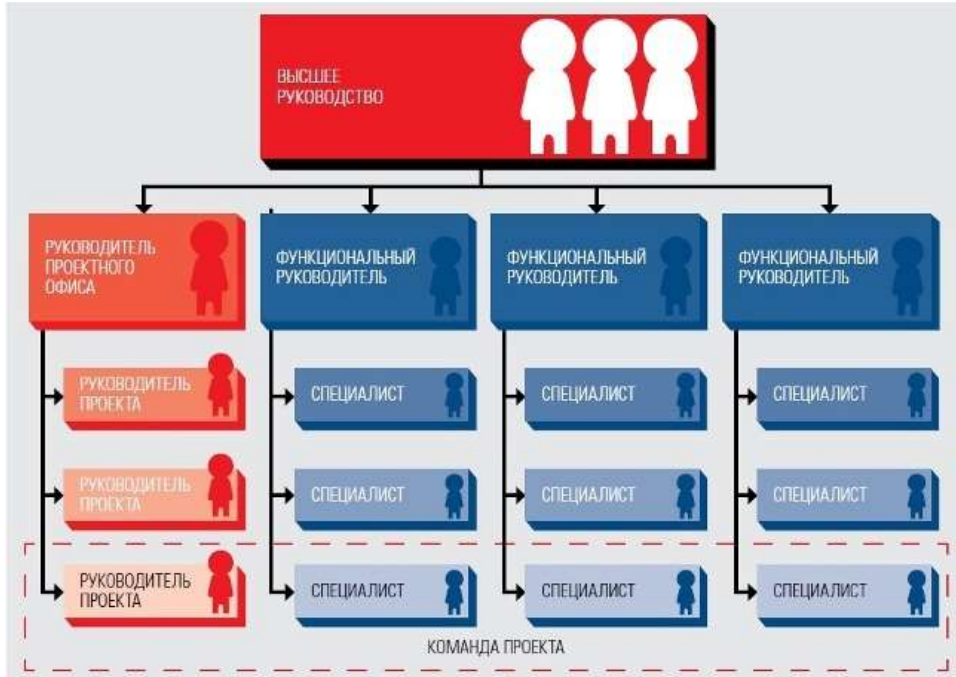 ВЫСШЕЕ
РУКОВОДСТВО
РУКОВОДИТЕЛЬ
ПРОЕКТНОГО
ОФИСА
ФУНКЦИОНАЛЬНЫЙ
РУКОВОДИТЕЛЬ
ФУНКЦИОНАЛЬНЫЙ
РУКОВОДИТЕЛЬ
ФУНКЦИОНАЛЬНЫЙ
РУКОВОДИТЕЛЬ
РУКОВОДИТЕЛЬ
ПРОЕКТА
СПЕЦИАЛИСТ
СПЕЦИАЛИСТ
СПЕЦИАЛИСТ
РУКОВОДИТЕЛЬ
ПРОЕКТА
СПЕЦИАЛИСТ
СПЕЦИАЛИСТ
СПЕЦИАЛИСТ
РУКОВОДИТЕЛЬ
ПРОЕКТА
СПЕЦИАЛИСТ
СПЕЦИАЛИСТ
СПЕЦИАЛИСТ
КОМАНДА ПРОЕКТА